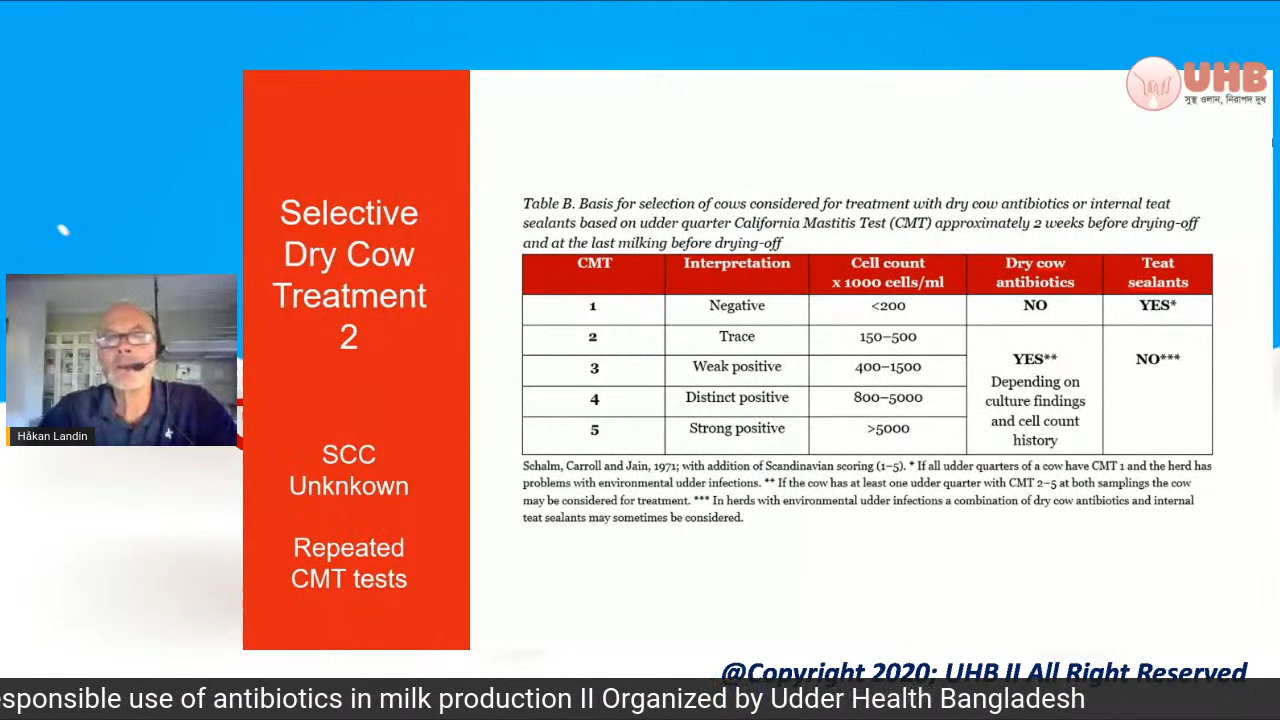 UHB
সুস্থ ওলান, নিরাপদ দুধ
Selective
Dry Cow
Treatment
2
SCC
Unknkown
Repeated
CMT tests
Table B. Basis for selection of cows considered for treatment with dry cow antibiotics or internal teat
sealants based on udder quarter California Mastitis Test (CMT) approximately 2 weeks before drying-off
and at the last milking before drying-off
CMT Interpretation Cell count x 1000 cells/ml Dry cow antibiotics Teat sealants
1 Negative <200 NO YES*
2 Trace 150–500
3 Weak positive 400–1500
4 Distinct positive 800–5000
5 Strong positive >5000
YES**
Depending on
culture findings
and cell count
history
NO***
Schalm, Carroll and Jain, 1971; with addition of Scandinavian scoring (1–5). * If all udder quarters of a cow have CMT 1 and the herd has
problems with environmental udder infections. ** If the cow has at least one udder quarter with CMT 2–5 at both samplings the cow
may be considered for treatment. *** In herds with environmental udder infections a combination of dry cow antibiotics and internal
teat sealants may sometimes be considered.
Håkan Landin
@Copyright 2020; UHB II All Right Reserved
esponsible use of antibiotics in milk production II Organized by Udder Health Bangladesh